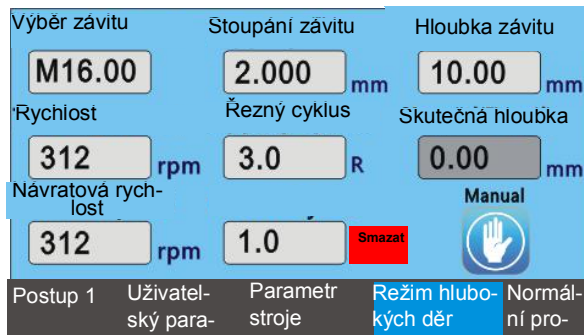 Výběr závitu Stoupání závitu Hloubka závitu
M16.00 2.000 mm 10.00 mm
Rychlost Řezný cyklus Skutečná hloubka
312 rpm 3.0 R 0.00 mm
Návratová rych-
lost Manual
312 rpm 1.0 Smazat
Postup 1 Uživatel- Parametr Režim hlubo- Normál-
ský para- stroje kých děr ní pro-